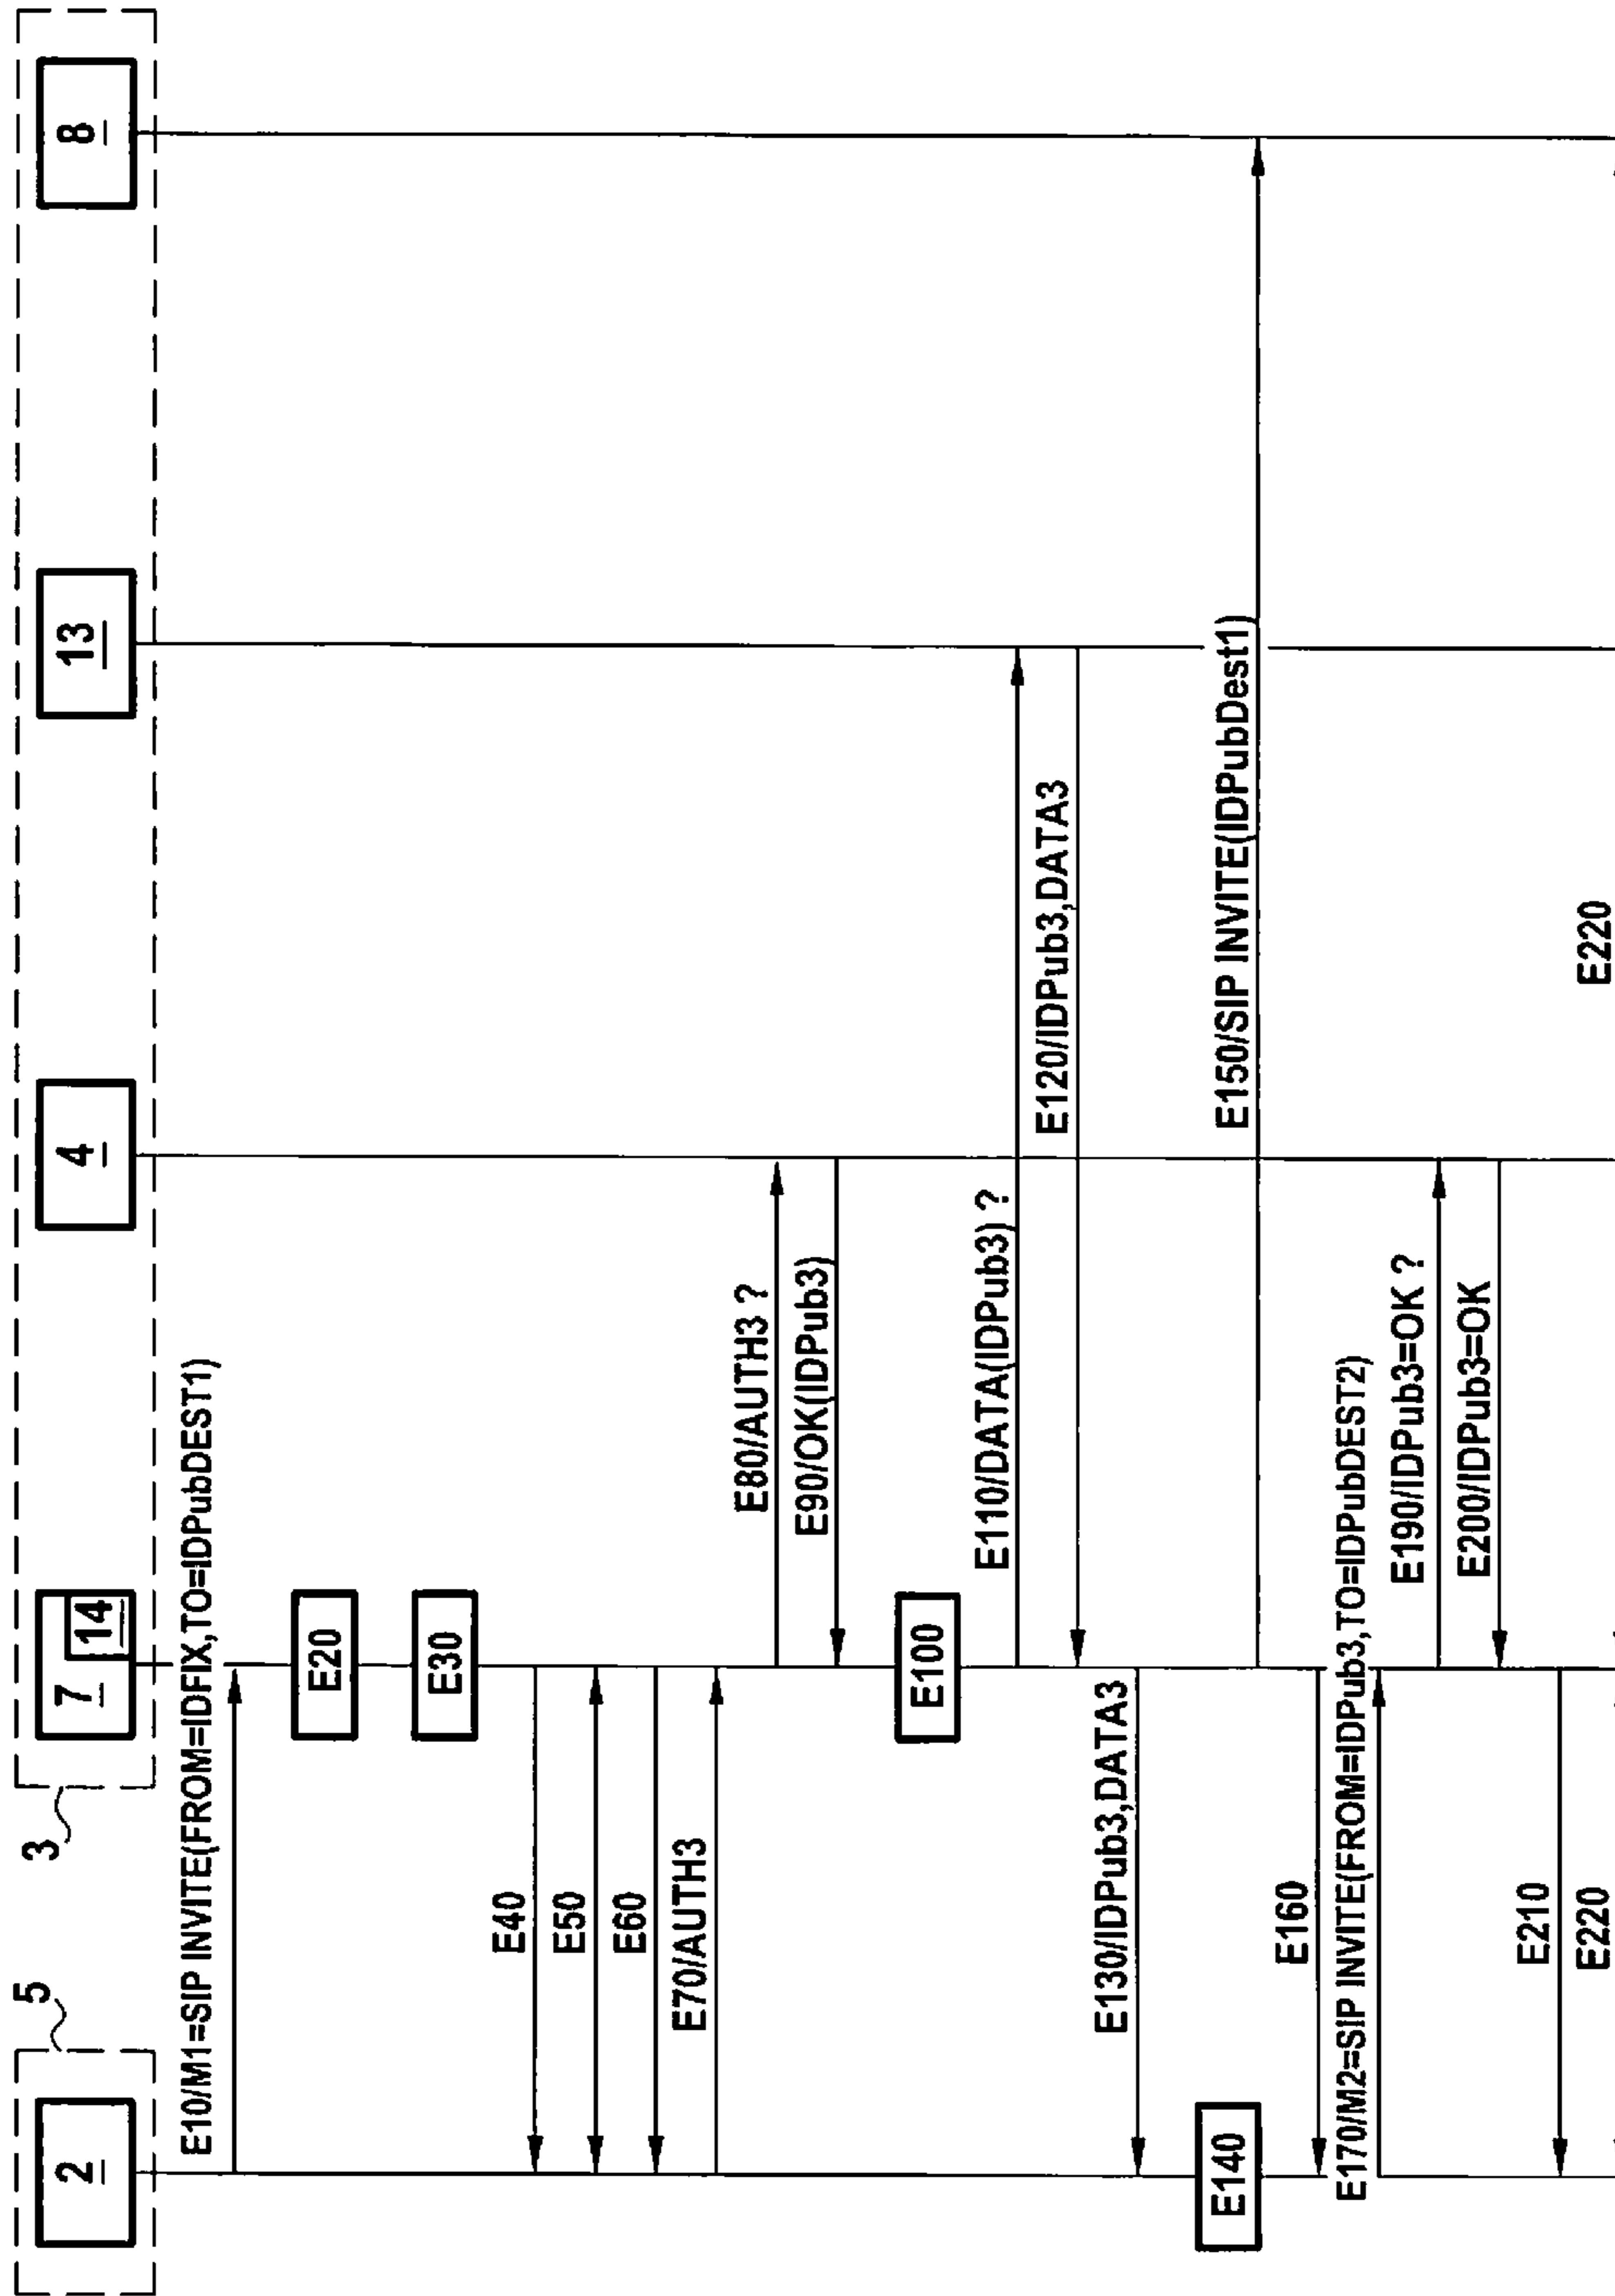 5
3
2
7
14
4
13
8
E10/M1=SIP INVITE(FROM=IDFIX,TO=IDPubDEST1)
E20
E30
E40
E50
E60
E70/AUTH3
E80/AUTH3 ?
E90/OK(IDPub3)
E100
E110/DATA(IDPub3) ?
E120/IDPub3,DATA3
E130/IDPub3,DATA3
E140
E150/SIP INVITE(IDPubDest1)
E160
E170/M2=SIP INVITE(FROM=IDPub3,TO=IDPubDEST2)
E190/IDPub3=OK ?
E200/IDPub3=OK
E210
E220
E220